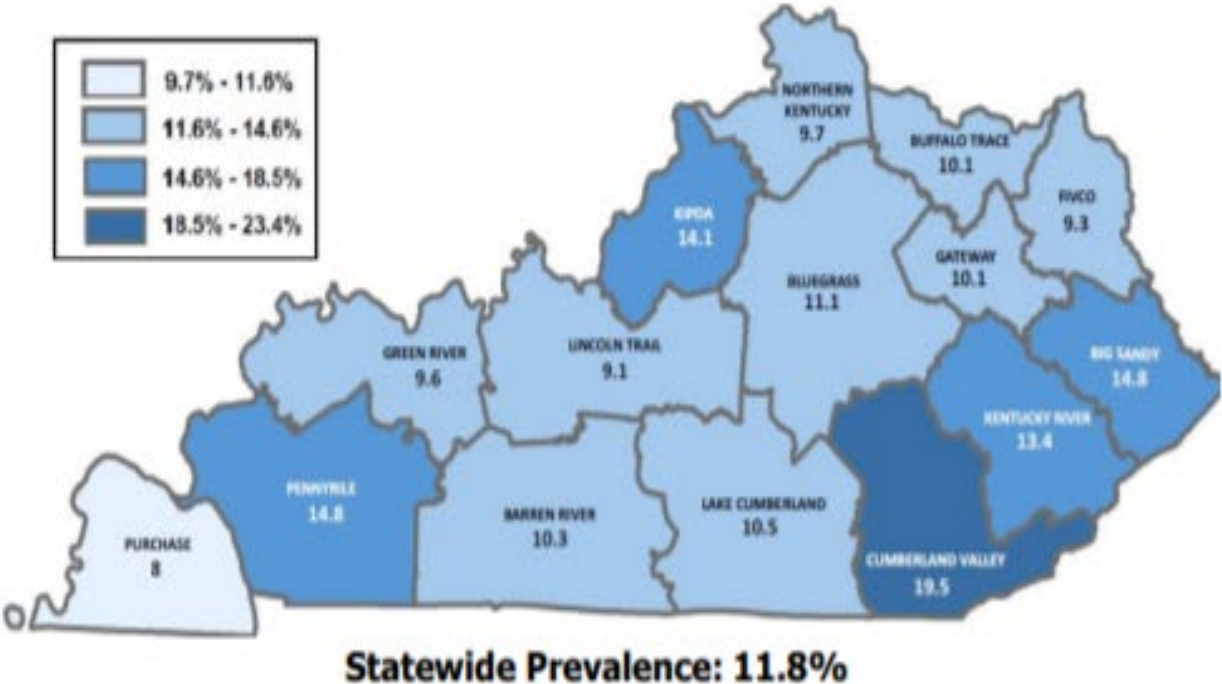 9.7% - 11.6%
11.6% - 14.6%
14.6% - 18.5%
18.5% - 23.4%
NORTHERN
KENTUCKY
9.7
BUFFALO TRACE
10.1
FIVCO
9.3
KIPDA
14.1
GATEWAY
10.1
BLUEGRASS
11.1
GREEN RIVER
9.6
LINCOLN TRAIL
9.1
BIG SANDY
14.8
KENTUCKY RIVER
13.4
PENNYRILE
14.8
BARREN RIVER
10.3
LAKE CUMBERLAND
10.5
PURCHASE
8
CUMBERLAND VALLEY
19.5
Statewide Prevalence: 11.8%